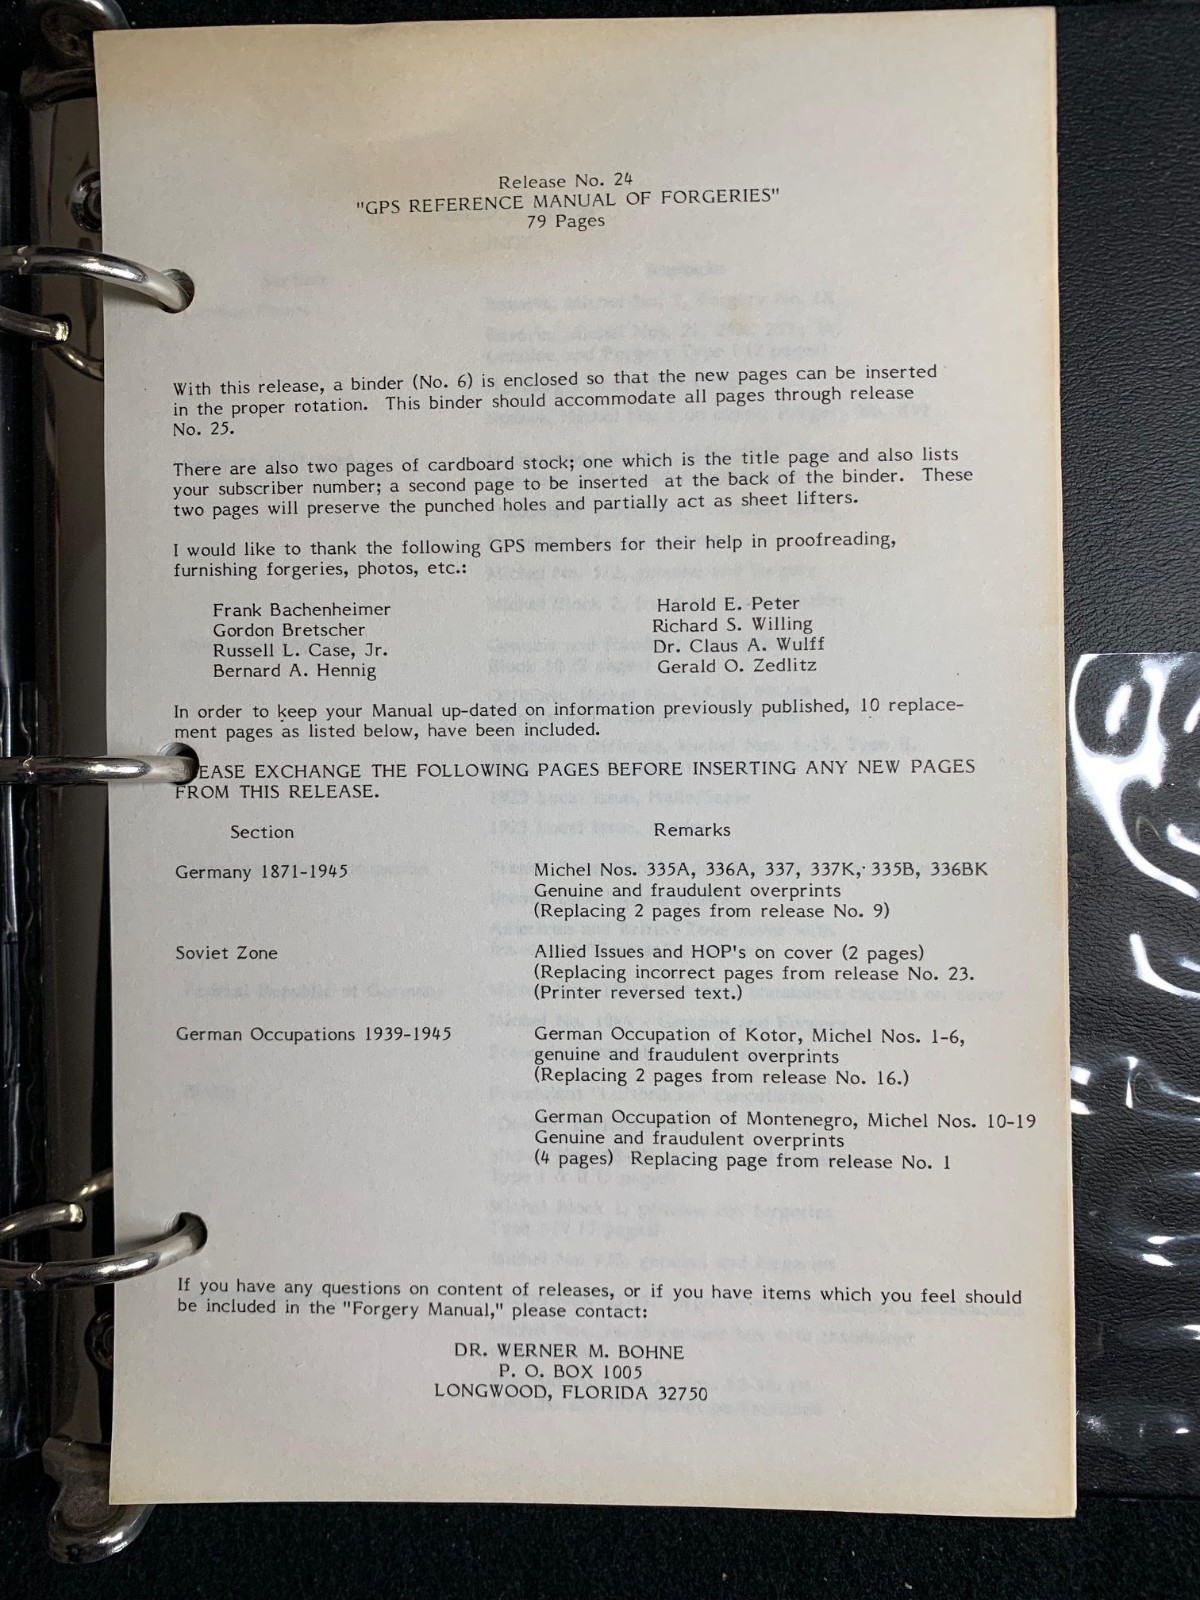 Release No. 24
"GPS REFERENCE MANUAL OF FORGERIES"
79 Pages
With this release, a binder (No. 6) is enclosed so that the new pages can be inserted
in the proper rotation. This binder should accommodate all pages through release
No. 25.
There are also two pages of cardboard stock; one which is the title page and also lists
your subscriber number; a second page to be inserted at the back of the binder. These
two pages will preserve the punched holes and partially act as sheet lifters.
I would like to thank the following GPS members for their help in proofreading,
furnishing forgeries, photos, etc.:
Frank Bachenheimer Harold E. Peter
Gordon Bretscher Richard S. Willing
Russell L. Case, Jr. Dr. Claus A. Wulff
Bernard A. Hennig Gerald O. Zedlitz
In order to keep your Manual up-dated on information previously published, 10 replace-
ment pages as listed below, have been included.
EASE EXCHANGE THE FOLLOWING PAGES BEFORE INSERTING ANY NEW PAGES
FROM THIS RELEASE.
Section Remarks
Germany 1871-1945 Michel Nos. 335A, 336A, 337, 337K, 335B, 336BK
Genuine and fraudulent overprints
(Replacing 2 pages from release No. 9)
Soviet Zone Allied Issues and HOP's on cover (2 pages)
(Replacing incorrect pages from release No. 23.
(Printer reversed text.)
German Occupations 1939-1945 German Occupation of Kotor, Michel Nos. 1-6,
genuine and fraudulent overprints
(Replacing 2 pages from release No. 16.)
German Occupation of Montenegro, Michel Nos. 10-19
Genuine and fraudulent overprints
(4 pages) Replacing page from release No. 1
If you have any questions on content of releases, or if you have items which you feel should
be included in the "Forgery Manual," please contact:
DR. WERNER M. BOHNE
P. O. BOX 1005
LONGWOOD, FLORIDA 32750